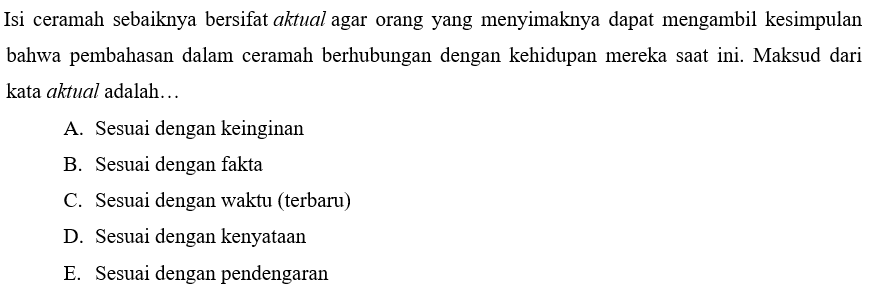 Isi ceramah sebaiknya bersifat aktual agar orang yang menyimaknya dapat mengambil kesimpulan
bahwa pembahasan dalam ceramah berhubungan dengan kehidupan mereka saat ini. Maksud dari
kata aktual adalah…
A. Sesuai dengan keinginan
B. Sesuai dengan fakta
C. Sesuai dengan waktu (terbaru)
D. Sesuai dengan kenyataan
E. Sesuai dengan pendengaran